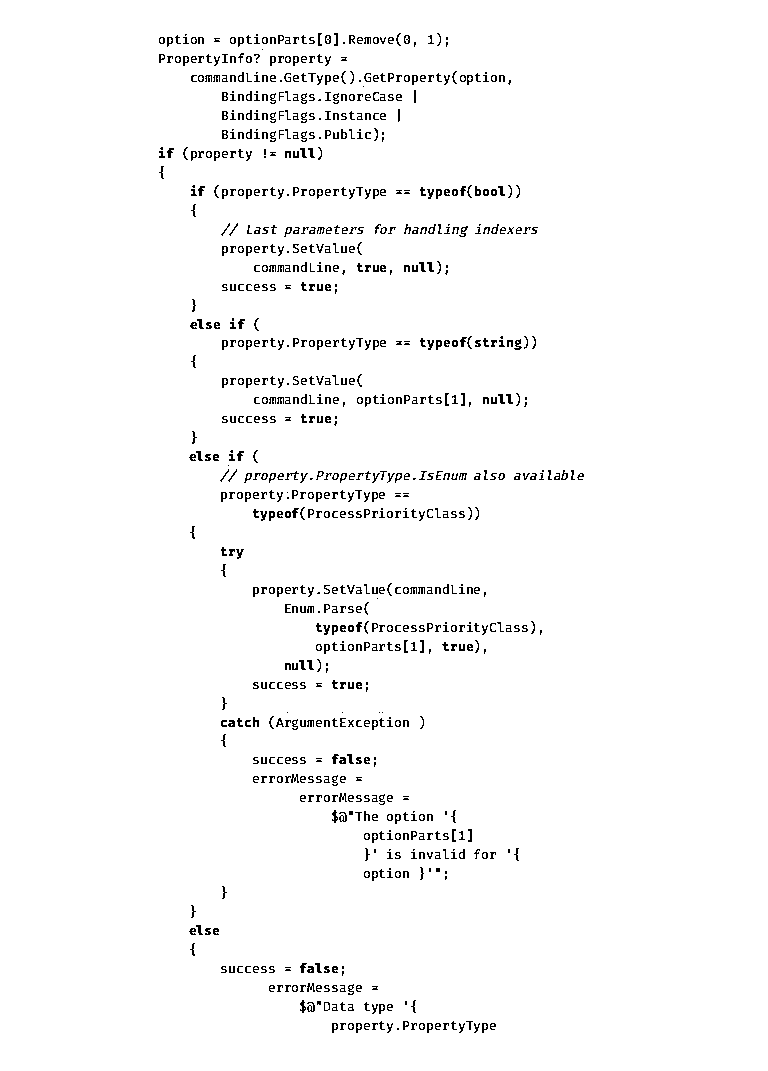 option = optionParts[0].Remove(0, 1);
PropertyInfo? property =
    commandLine.GetType().GetProperty(option,
        BindingFlags.IgnoreCase |
        BindingFlags.Instance |
        BindingFlags.Public);
if (property != null)
{
    if (property.PropertyType == typeof(bool))
    {
        // Last parameters for handling indexers
        property.SetValue(
            commandLine, true, null);
        success = true;
    }
    else if (
        property.PropertyType == typeof(string))
    {
        property.SetValue(
            commandLine, optionParts[1], null);
        success = true;
    }
    else if (
        // property.PropertyType.IsEnum also available
        property.PropertyType ==
            typeof(ProcessPriorityClass))
    {
        try
        {
            property.SetValue(commandLine,
                Enum.Parse(
                    typeof(ProcessPriorityClass),
                    optionParts[1], true),
                null);
            success = true;
        }
        catch (ArgumentException )
        {
            success = false;
            errorMessage =
                  errorMessage =
                      $@"The option '{
                          optionParts[1]
                          }' is invalid for '{
                          option }'";
        }
    }
    else
    {
        success = false;
              errorMessage =
                  $@"Data type '{
                      property.PropertyType